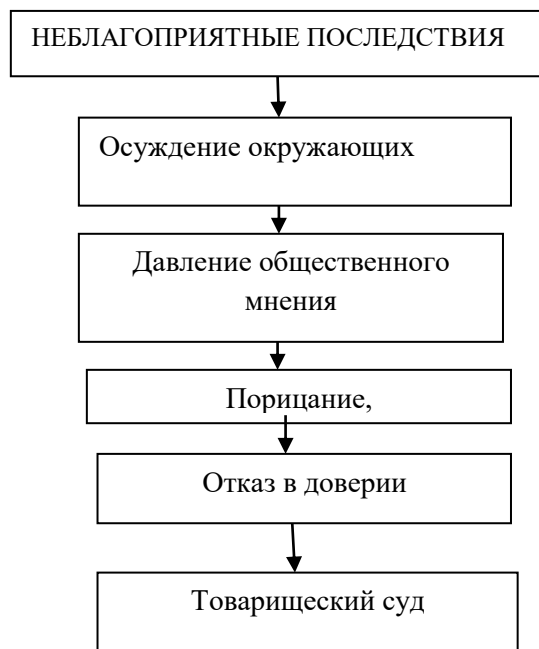 НЕБЛАГОПРИЯТНЫЕ ПОСЛЕДСТВИЯ
Осуждение окружающих
Давление общественного
мнения
Порицание,
Отказ в доверии
Товарищеский суд